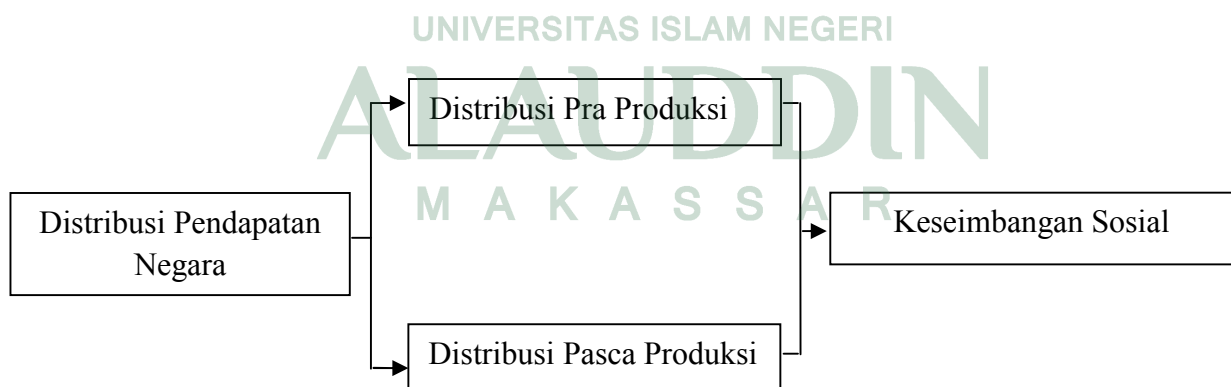 UNIVERSITAS ISLAM NEGERI
ALAUDDIN
MAKASSAR
Distribusi Pra Produksi
Distribusi Pendapatan
Negara
Keseimbangan Sosial
Distribusi Pasca Produksi